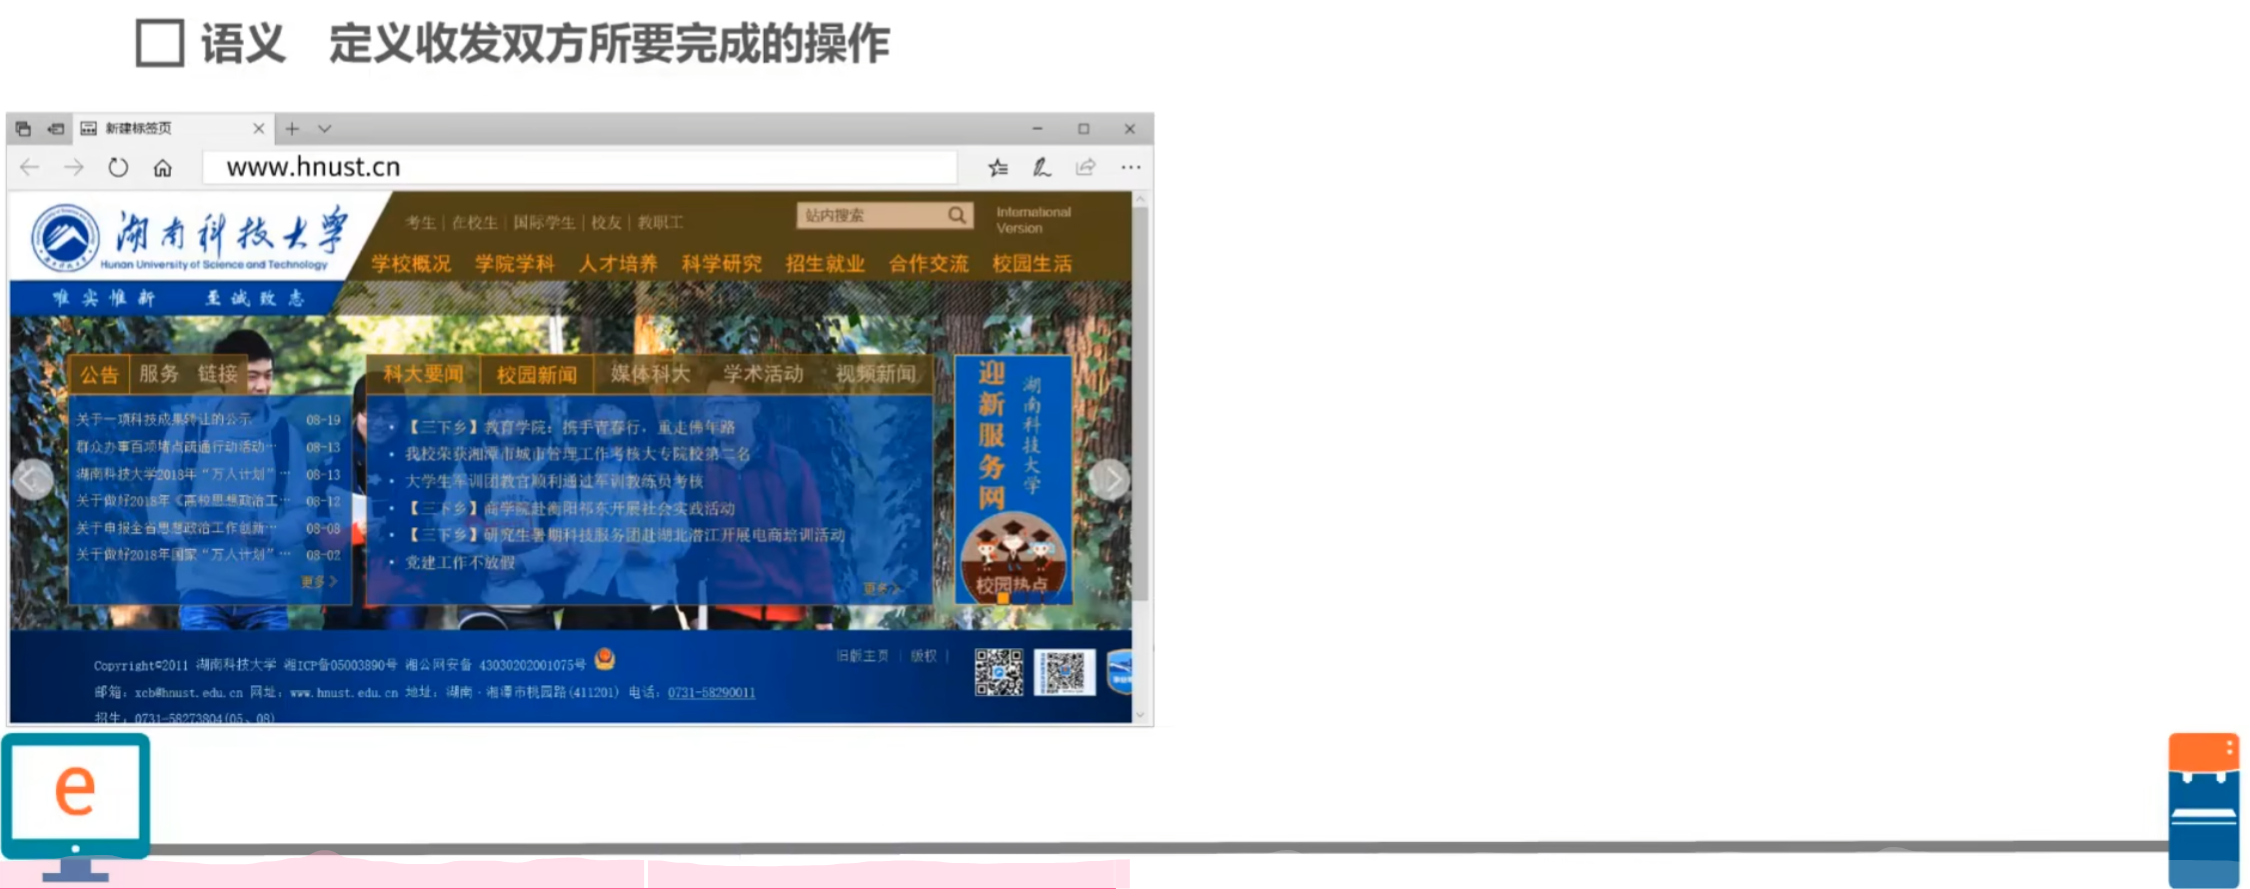 语义 定义收发双方所要完成的操作
新建标签页
www.hnust.cn
湖南科技大学
Hunan University of Science and Technology
唯实惟新 至诚致志
考生 | 在校生 | 国际学生 | 校友 | 教职工
站内搜索
International
Version
学校概况 学院学科 人才培养 科学研究 招生就业 合作交流 校园生活
公告 服务 链接
关于一项科技成果转让的公示 08-19
群众办事百项堵点疏通行动活动… 08-13
湖南科技大学2018年“万人计划”… 08-13
关于做好2018年《高校思想政治工… 08-12
关于申报全省思想政治工作创新… 08-08
关于做好2018年国家“万人计划”… 08-02
更多>
科大要闻 校园新闻 媒体科大 学术活动 视频新闻
• 【三下乡】教育学院：携手青春行，重走佛年路
• 我校荣获湘潭市城市管理工作考核大专院校第二名
• 大学生军训团教官顺利通过军训教练员考核
• 【三下乡】商学院赴衡阳祁东开展社会实践活动
• 【三下乡】研究生暑期科技服务团赴湖北潜江开展电商培训活动
• 党建工作不放假
更多>
迎新服务网
湖南科技大学
校园热点
Copyright©2011 湖南科技大学 湘ICP备05003890号 湘公网安备 43030202001075号
旧版主页 | 版权 |
邮箱：xcb@hnust.edu.cn 网址：www.hnust.edu.cn 地址：湖南·湘潭市桃园路(411201) 电话：0731-58290011
招生：0731-58273804(05、08)
e